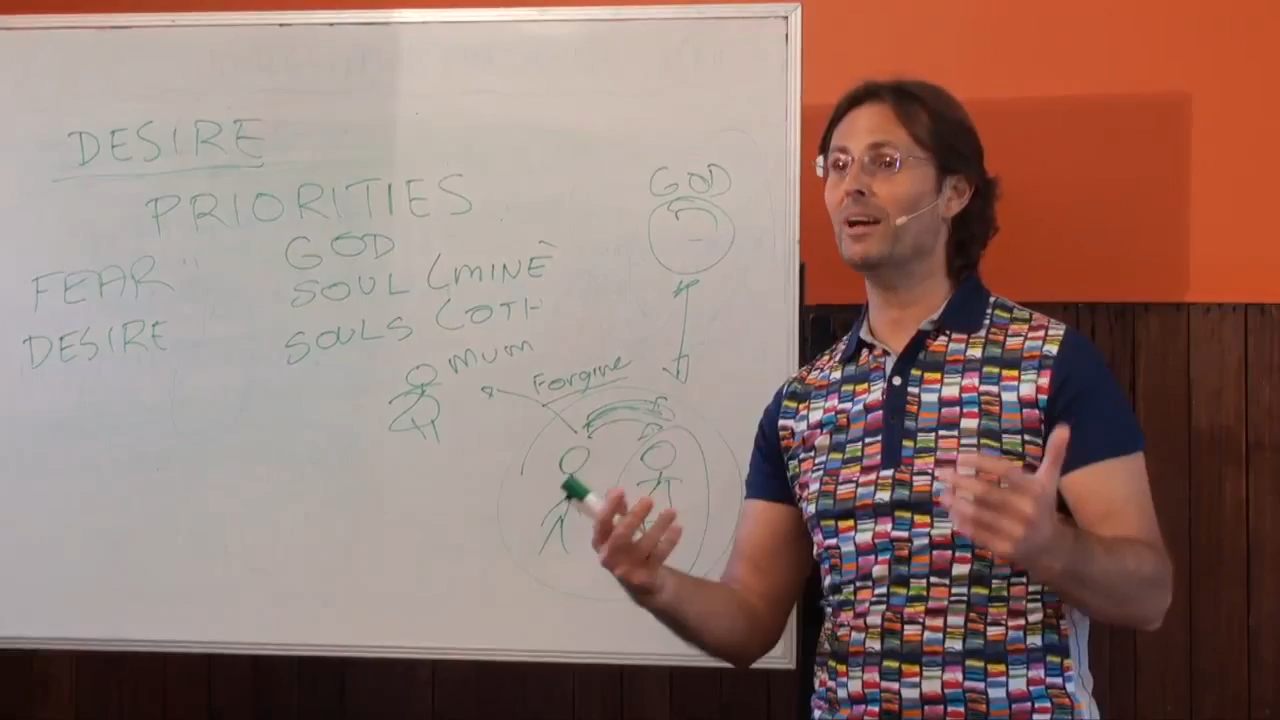 DESIRE
PRIORITIES
GOD
GOD
FEAR
SOUL (MINE
DESIRE
SOULS (OTH
MUM
Forgive